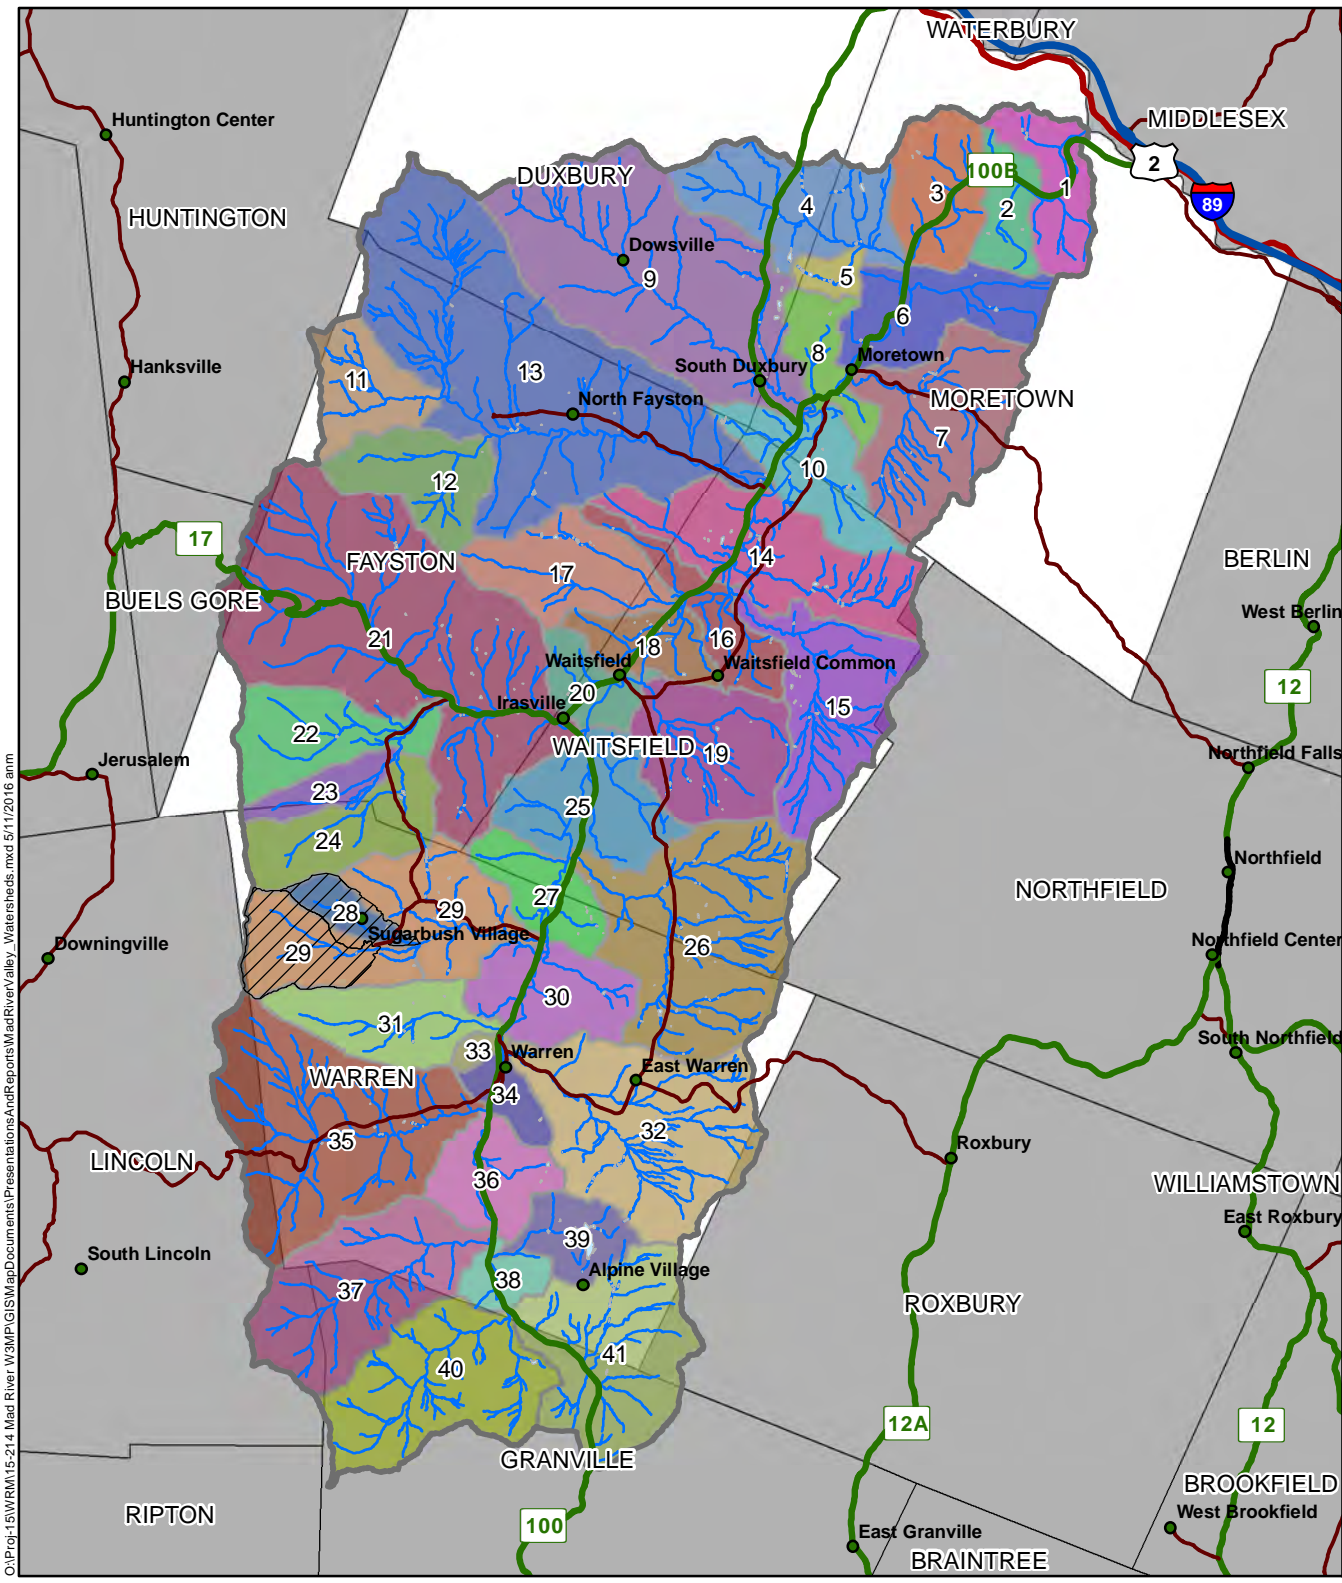 WATERBURY
Huntington Center
MIDDLESEX
2
100B
DUXBURY
89
3
1
4
2
HUNTINGTON
Dowsville
9
5
6
8
Moretown
Hanksville
South Duxbury
11
13
North Fayston
MORETOWN
7
10
12
17
14
FAYSTON
BERLIN
17
BUELS GORE
West Berlin
21
18
16
Waitsfield
Waitsfield Common
12
20
Irasville
15
22
WAITSFIELD
19
Jerusalem
Northfield Falls
23
25
24
Northfield
NORTHFIELD
27
28
29
Sugarbush Village
Northfield Center
Downingville
29
26
30
31
South Northfield
33
Warren
East Warren
WARREN
34
32
35
Roxbury
LINCOLN
36
WILLIAMSTOWN
East Roxbury
39
South Lincoln
Alpine Village
38
37
ROXBURY
41
40
12A
12
GRANVILLE
BROOKFIELD
RIPTON
West Brookfield
100
East Granville
BRAINTREE
O:\Proj-15\WRM\15-214 Mad River W3MP\GIS\MapDocuments\PresentationsAndReports\MadRiverValley_Watersheds.mxd 5/11/2016 anm